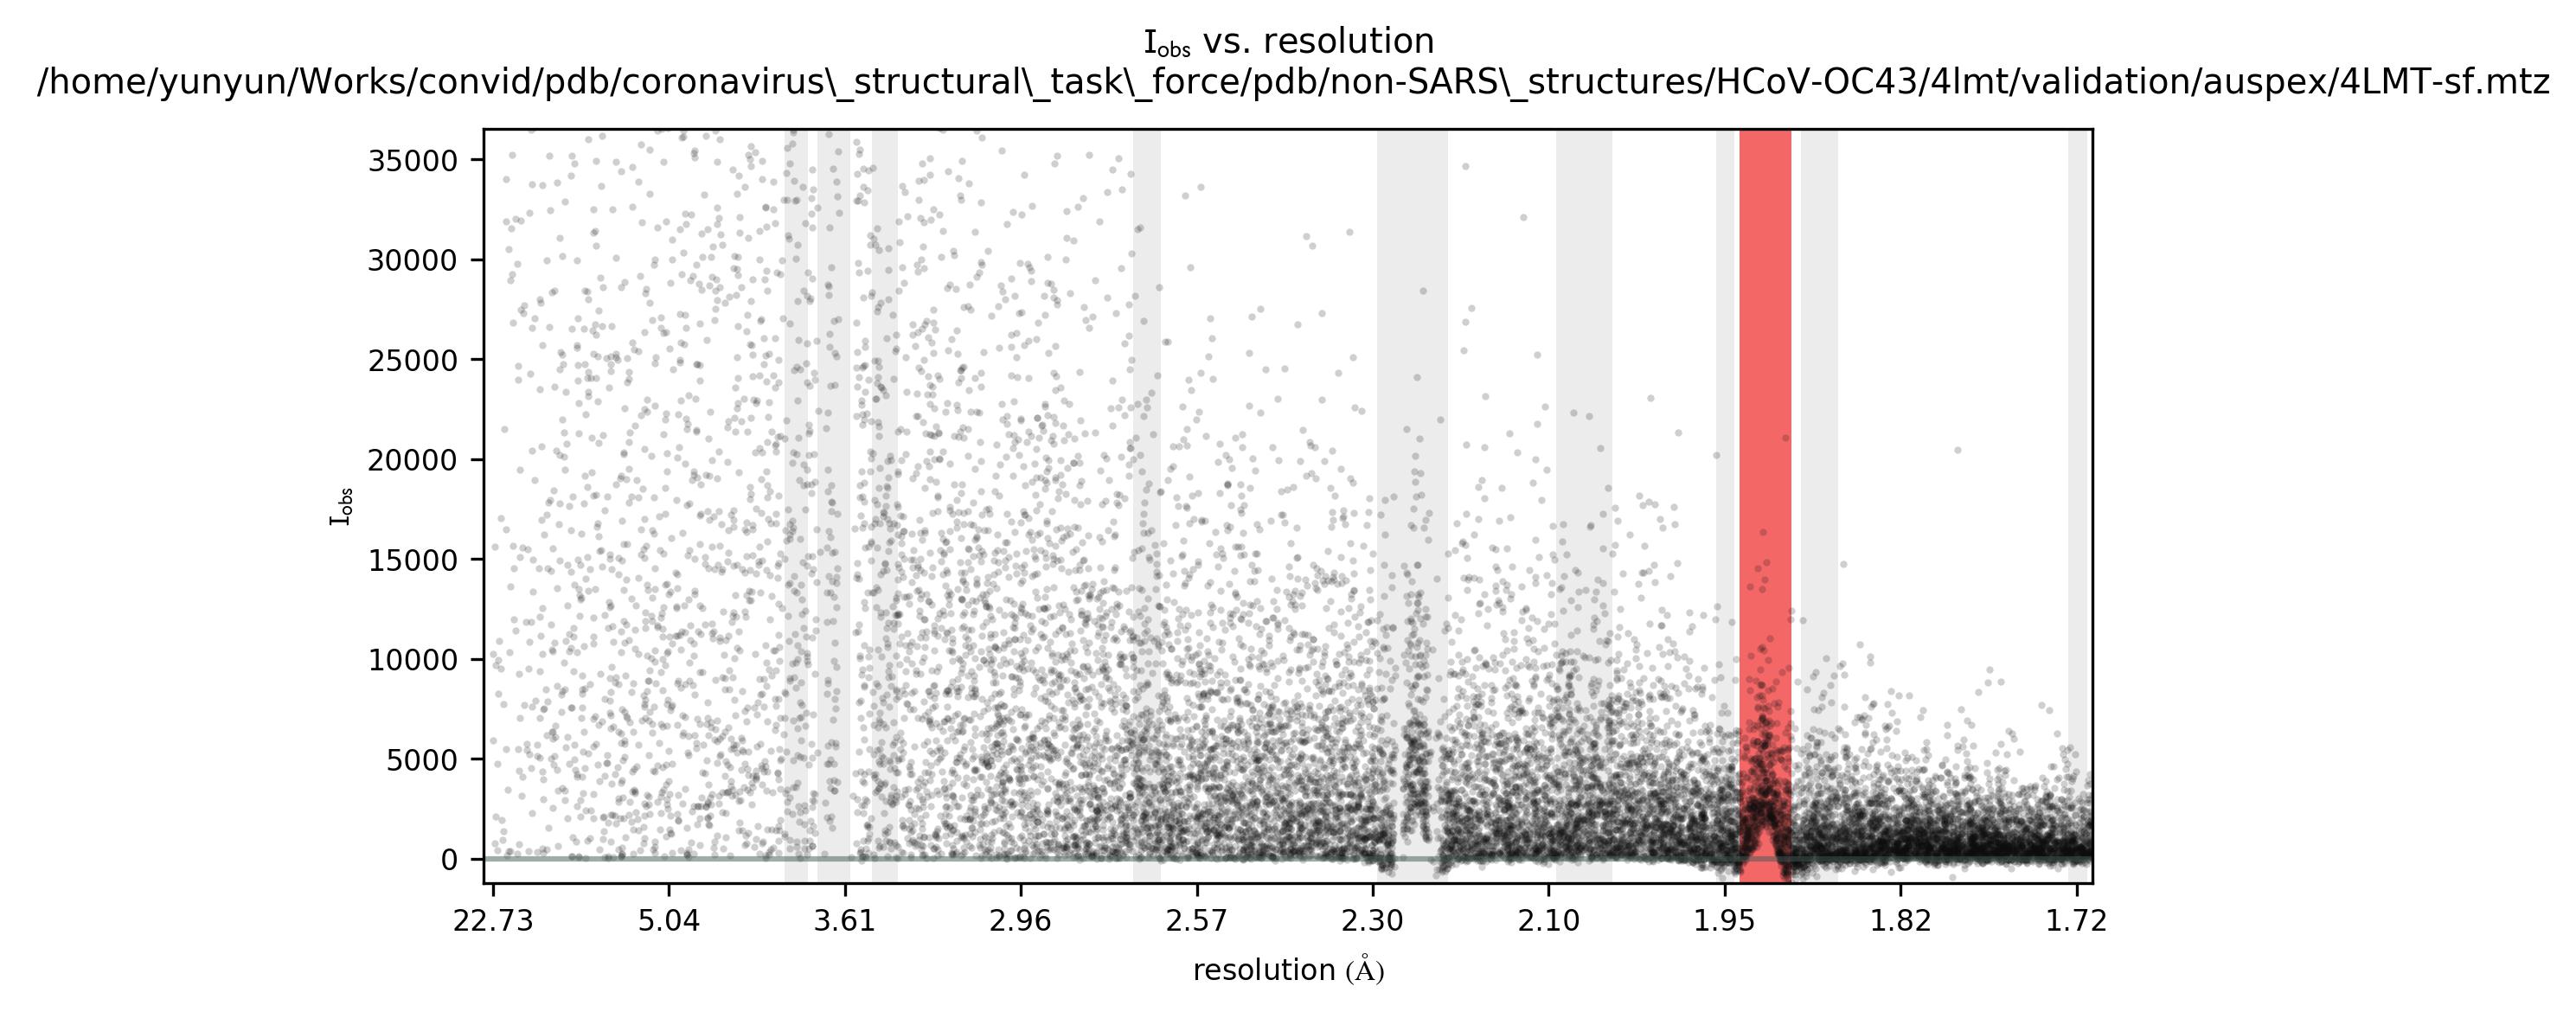 Iobs vs. resolution
/home/yunyun/Works/convid/pdb/coronavirus\_structural\_task\_force/pdb/non-SARS\_structures/HCoV-OC43/4lmt/validation/auspex/4LMT-sf.mtz
35000
30000
25000
20000
15000
10000
5000
0
Iobs
22.73 5.04 3.61 2.96 2.57 2.30 2.10 1.95 1.82 1.72
resolution (Å)